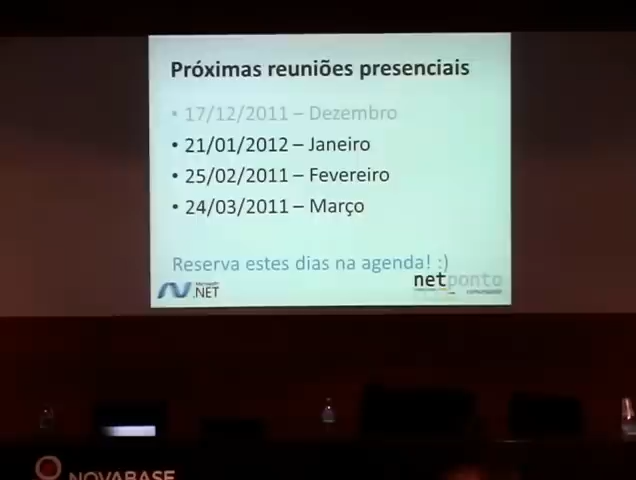 Próximas reuniões presenciais
• 17/12/2011 – Dezembro
• 21/01/2012 – Janeiro
• 25/02/2011 – Fevereiro
• 24/03/2011 – Março
Reserva estes dias na agenda! :)
.NET
netponto
NOVABASE